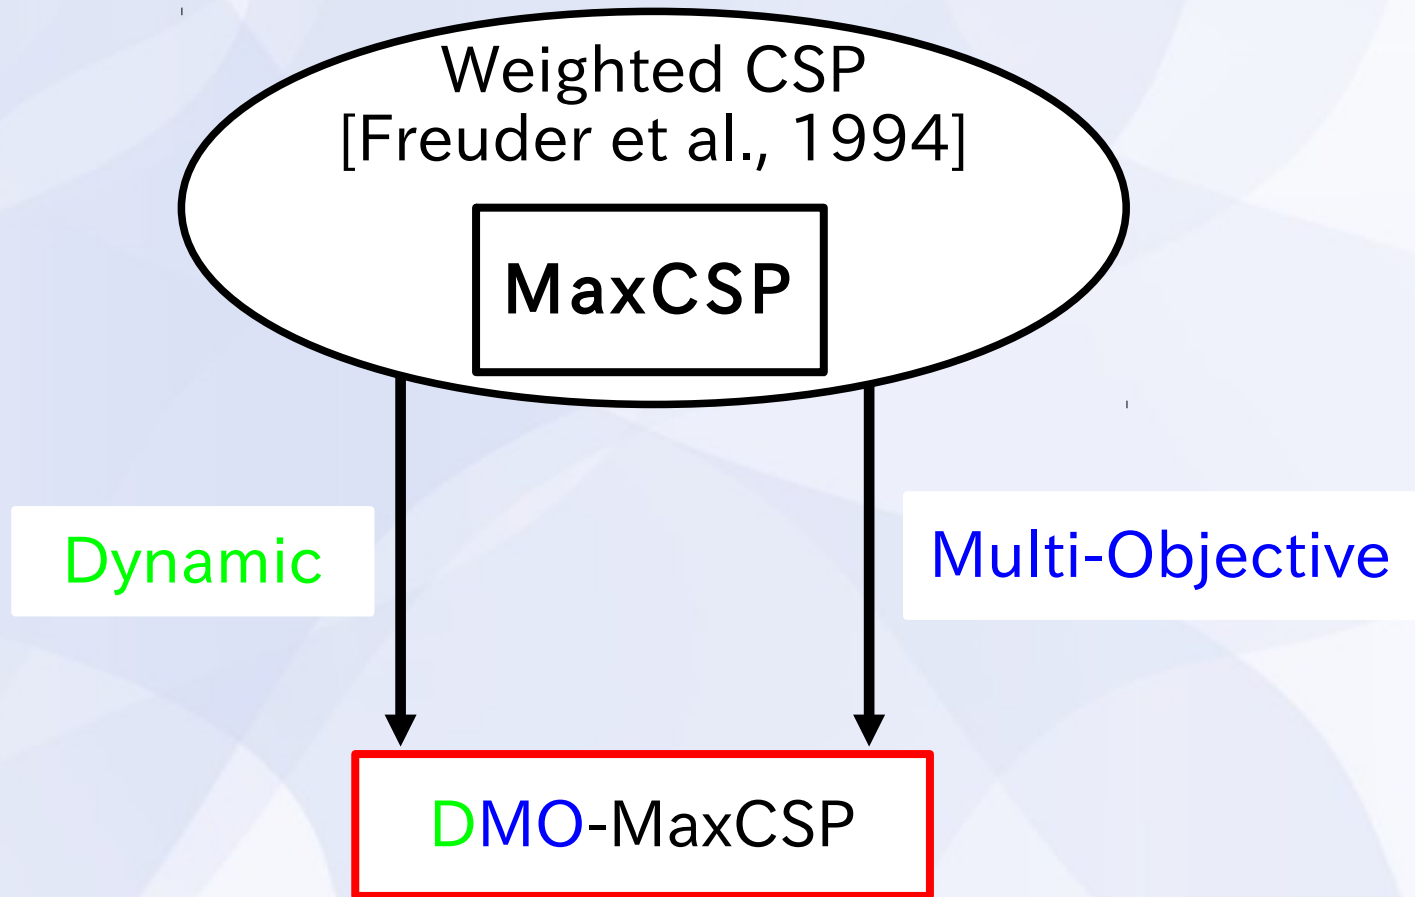 Weighted CSP
[Freuder et al., 1994]
MaxCSP
Dynamic
Multi-Objective
DMO-MaxCSP